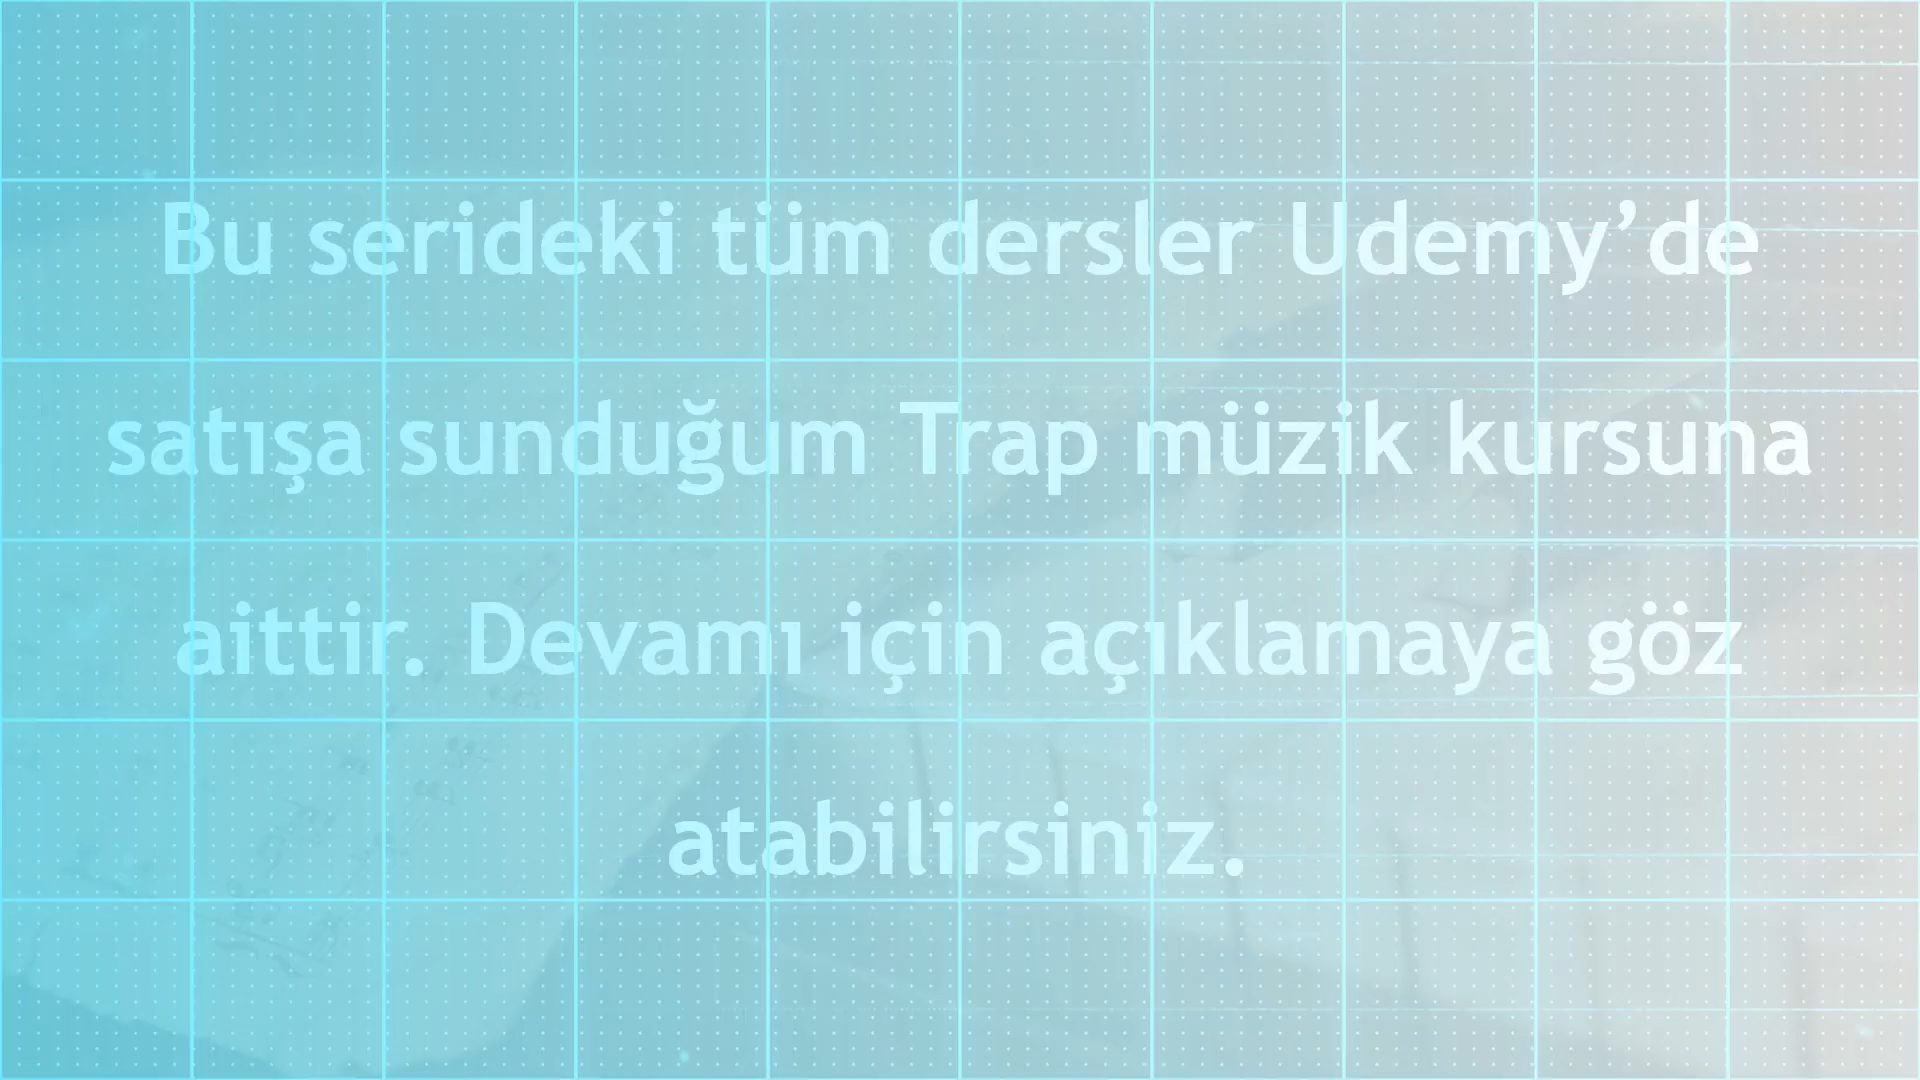 Bu serideki tüm dersler Udemy’de
satışa sunduğum Trap müzik kursuna
aittir. Devamı için açıklamaya göz
atabilirsiniz.